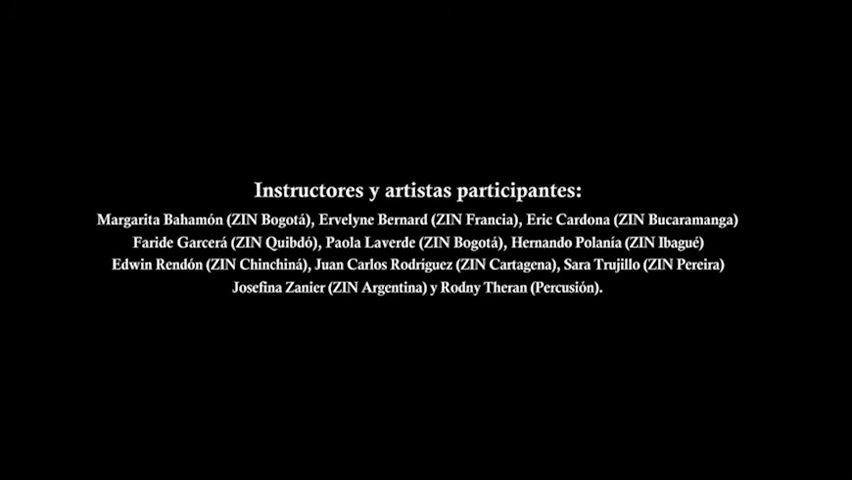 Instructores y artistas participantes:
Margarita Bahamón (ZIN Bogotá), Ervelyne Bernard (ZIN Francia), Eric Cardona (ZIN Bucaramanga)
Faride Garcerá (ZIN Quibdó), Paola Laverde (ZIN Bogotá), Hernando Polanía (ZIN Ibagué)
Edwin Rendón (ZIN Chinchiná), Juan Carlos Rodríguez (ZIN Cartagena), Sara Trujillo (ZIN Pereira)
Josefina Zanier (ZIN Argentina) y Rodny Theran (Percusión).